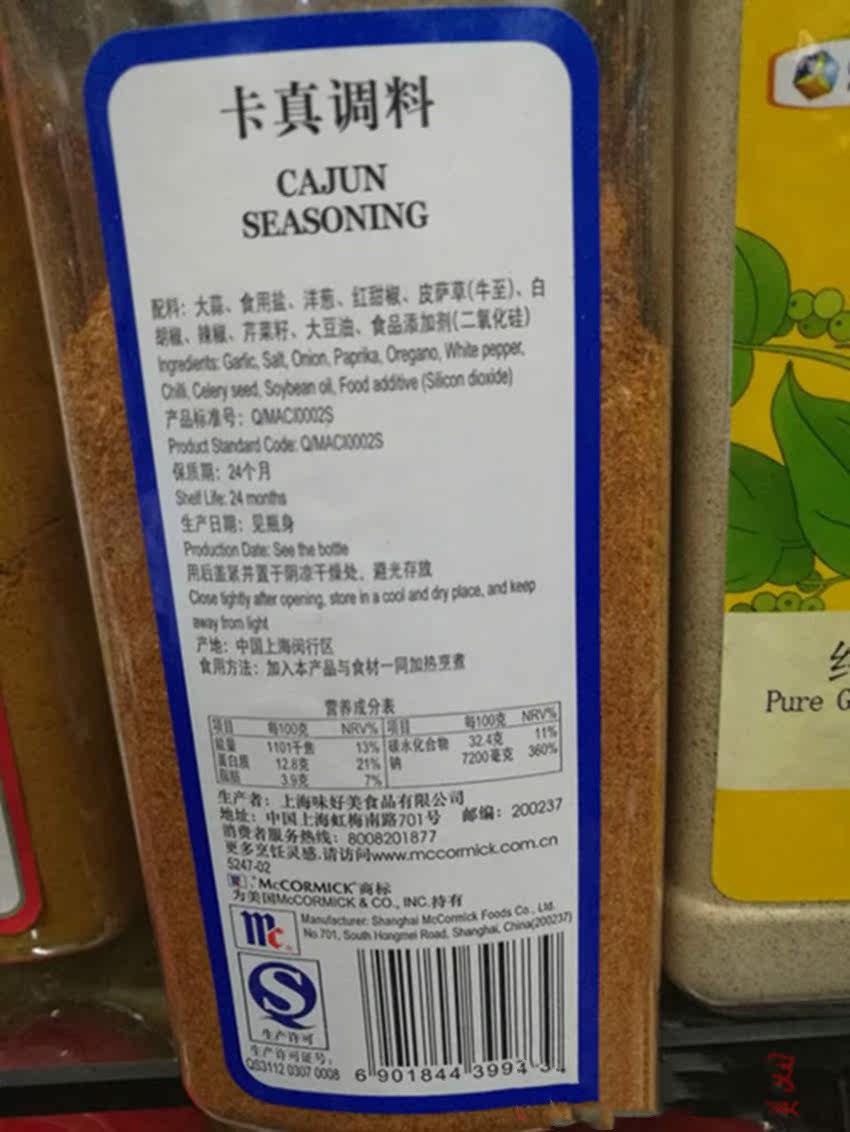 卡真调料
CAJUN
SEASONING
配料：大蒜、食用盐、洋葱、红甜椒、皮萨草(牛至)、白
胡椒、辣椒、芹菜籽、大豆油、食品添加剂(二氧化硅)
Ingredients: Garlic, Salt, Onion, Paprika, Oregano, White pepper,
Chilli, Celery seed, Soybean oil, Food additive (Silicon dioxide)
产品标准号：Q/MACI0002S
Product Standard Code: Q/MACI0002S
保质期：24个月
Shelf Life: 24 months
生产日期：见瓶身
Production Date: See the bottle
用后盖紧并置于阴凉干燥处，避光存放
Close tightly after opening, store in a cool and dry place, and keep
away from light
产地：中国上海闵行区
食用方法：加入本产品与食材一同加热烹煮
营养成分表
项目 每100克 NRV% 项目 每100克 NRV%
能量 1101千焦 13% 碳水化合物 32.4克 11%
蛋白质 12.8克 21% 钠 7200毫克 360%
脂肪 3.9克 7%
生产者：上海味好美食品有限公司
地址：中国上海虹梅南路701号 邮编：200237
消费者服务热线：8008201877
更多烹饪灵感,请访问www.mccormick.com.cn
5247-02
"McCORMICK"商标
为美国McCORMICK & CO., INC.持有
Mc
Manufacturer: Shanghai McCormick Foods Co., Ltd.
No.701, South Hongmei Road, Shanghai, China(200237)
生产许可
生产许可证号：
QS3112 0307 0008
6 901844 3994
Pure G